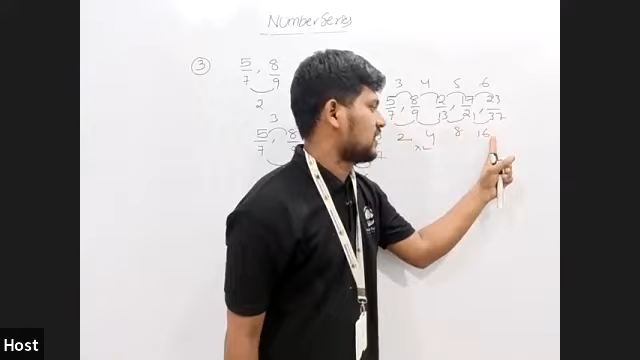 Number Series
③ 5/7, 8/9
2
3
5/7, 8
3 4 5 6
5/7, 8/9, 12/13, 17/21, 23/37
2 4 8 16
×2
Host